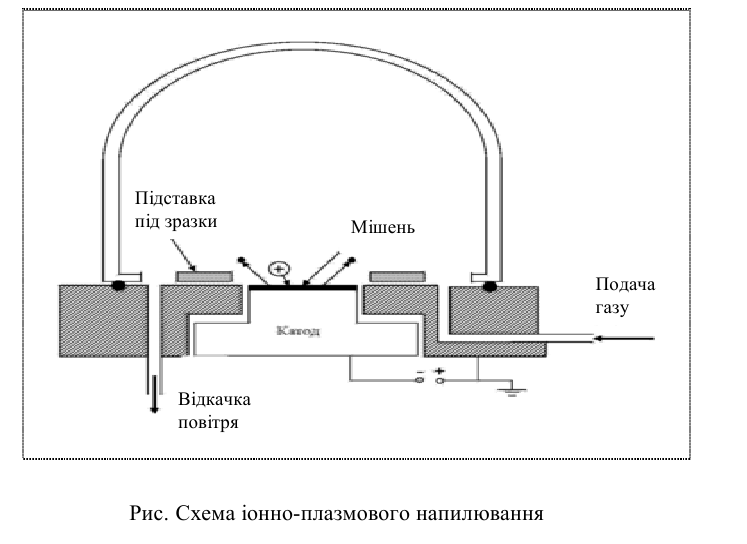 Підставка
під зразки
Мішень
Подача
газу
Катод
- +
Відкачка
повітря
Рис. Схема іонно-плазмового напилювання